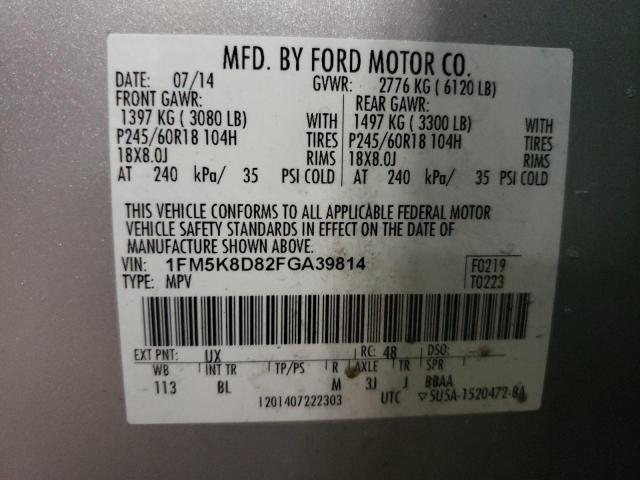 MFD. BY FORD MOTOR CO.
DATE: 07/14 GVWR: 2776 KG ( 6120 LB)
FRONT GAWR: REAR GAWR:
1397 KG ( 3080 LB) WITH 1497 KG ( 3300 LB) WITH
P245/60R18 104H TIRES P245/60R18 104H TIRES
18X8.0J RIMS 18X8.0J RIMS
AT 240 kPa/ 35 PSI COLD AT 240 kPa/ 35 PSI COLD
THIS VEHICLE CONFORMS TO ALL APPLICABLE FEDERAL MOTOR
VEHICLE SAFETY STANDARDS IN EFFECT ON THE DATE OF
MANUFACTURE SHOWN ABOVE.
VIN: 1FM5K8D82FGA39814 F0219
TYPE: MPV T0223
EXT PNT: UX RC: 48 DSO:
WB INT TR TP/PS R AXLE TR SPR
113 BL M 3J J BBAA
1201407222303 UTC ▽5U5A-1520472-BA